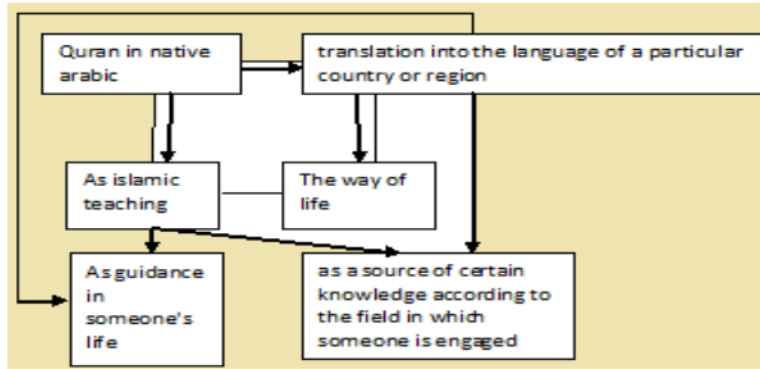 Quran in native
arabic
translation into the language of a particular
country or region
As islamic
teaching
The way of
life
As guidance
in
someone's
life
as a source of certain
knowledge according to
the field in which
someone is engaged